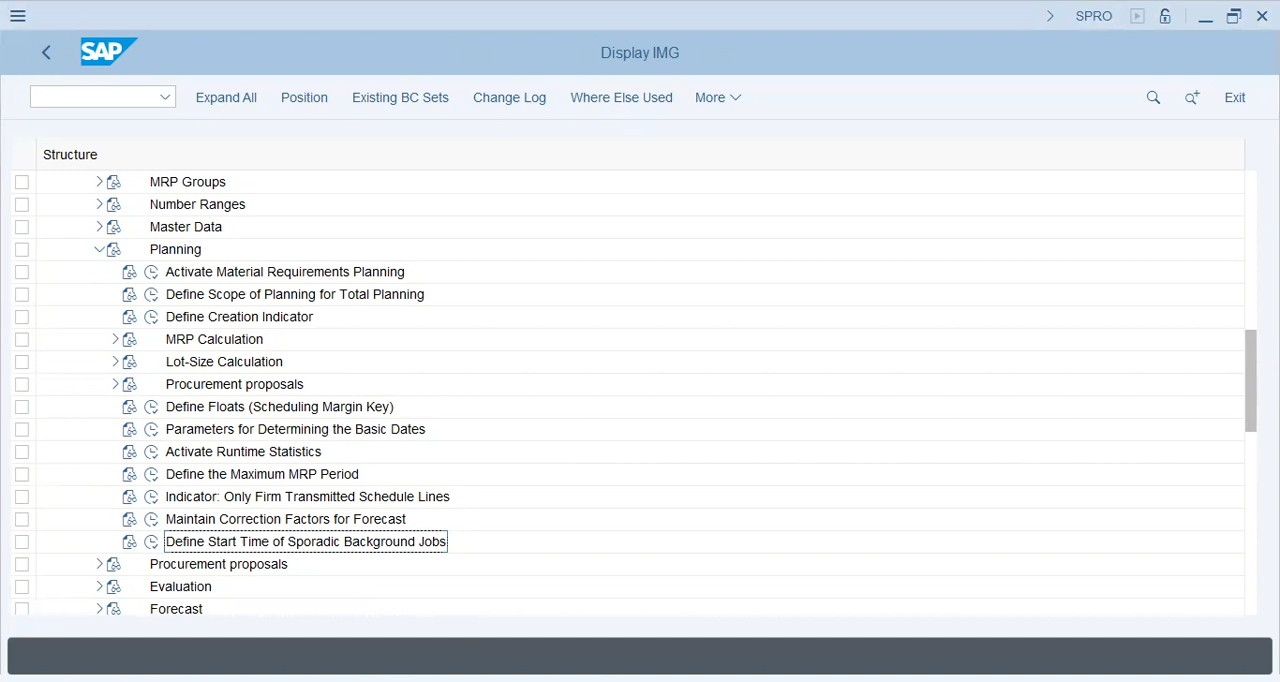 SPRO
SAP
Display IMG
Expand All Position Existing BC Sets Change Log Where Else Used More Exit
Structure
MRP Groups
Number Ranges
Master Data
Planning
Activate Material Requirements Planning
Define Scope of Planning for Total Planning
Define Creation Indicator
MRP Calculation
Lot-Size Calculation
Procurement proposals
Define Floats (Scheduling Margin Key)
Parameters for Determining the Basic Dates
Activate Runtime Statistics
Define the Maximum MRP Period
Indicator: Only Firm Transmitted Schedule Lines
Maintain Correction Factors for Forecast
Define Start Time of Sporadic Background Jobs
Procurement proposals
Evaluation
Forecast